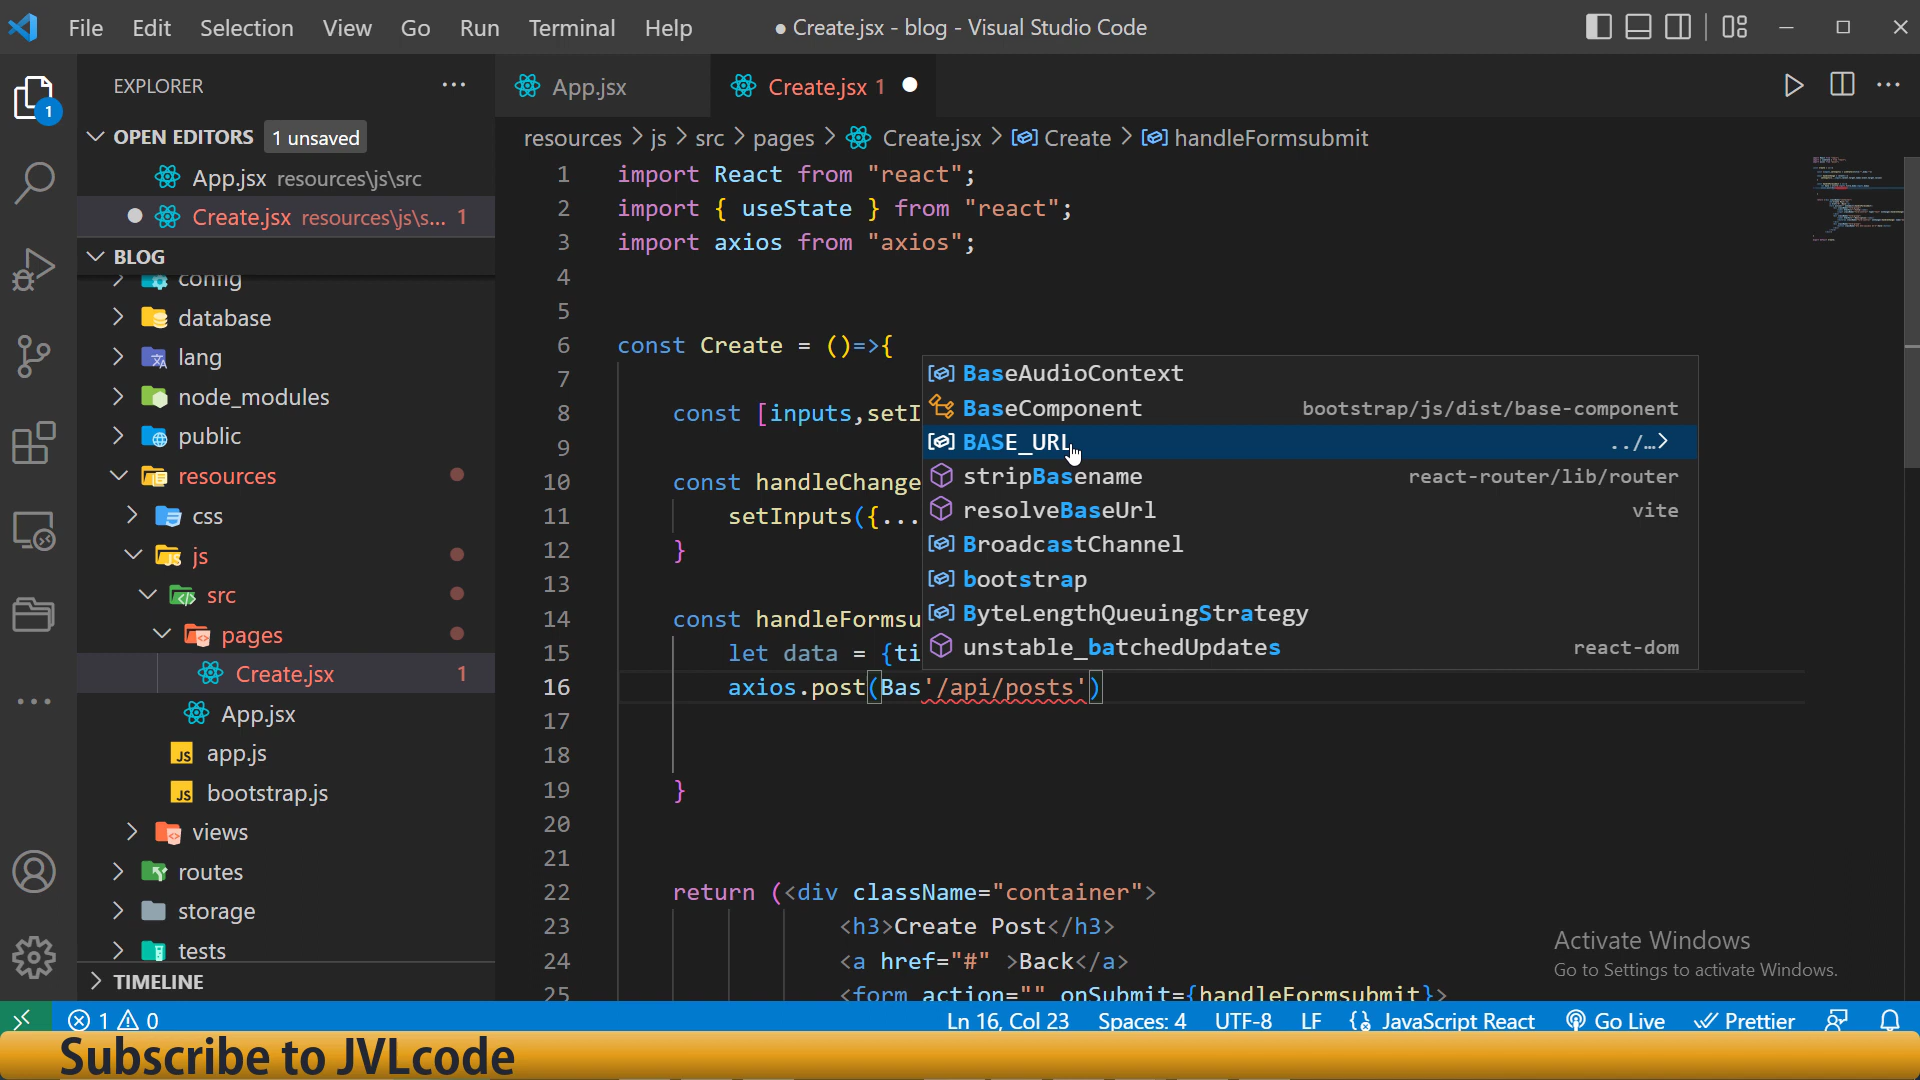 File Edit Selection View Go Run Terminal Help
● Create.jsx - blog - Visual Studio Code
1
EXPLORER
OPEN EDITORS 1 unsaved
App.jsx resources\js\src
Create.jsx resources\js\s... 1
BLOG
config
database
lang
node_modules
public
resources
css
js
src
pages
Create.jsx 1
App.jsx
app.js
bootstrap.js
views
routes
storage
tests
TIMELINE
App.jsx Create.jsx 1
resources > js > src > pages > Create.jsx > Create > handleFormsubmit
1 import React from "react";
2 import { useState } from "react";
3 import axios from "axios";
4
5
6 const Create = ()=>{
7
8 const [inputs,setI
9
10 const handleChange
11 setInputs({...
12 }
13
14 const handleFormsu
15 let data = {ti
16 axios.post(Bas'/api/posts')
17
18
19 }
20
21
22 return (<div className="container">
23 <h3>Create Post</h3>
24 <a href="#" >Back</a>
25 <form action="" onSubmit={handleFormsubmit}>
BaseAudioContext
BaseComponent bootstrap/js/dist/base-component
BASE_URL ../…>
stripBasename react-router/lib/router
resolveBaseUrl vite
BroadcastChannel
bootstrap
ByteLengthQueuingStrategy
unstable_batchedUpdates react-dom
Activate Windows
Go to Settings to activate Windows.
1 0 Ln 16, Col 23 Spaces: 4 UTF-8 LF {} JavaScript React Go Live Prettier
Subscribe to JVLcode